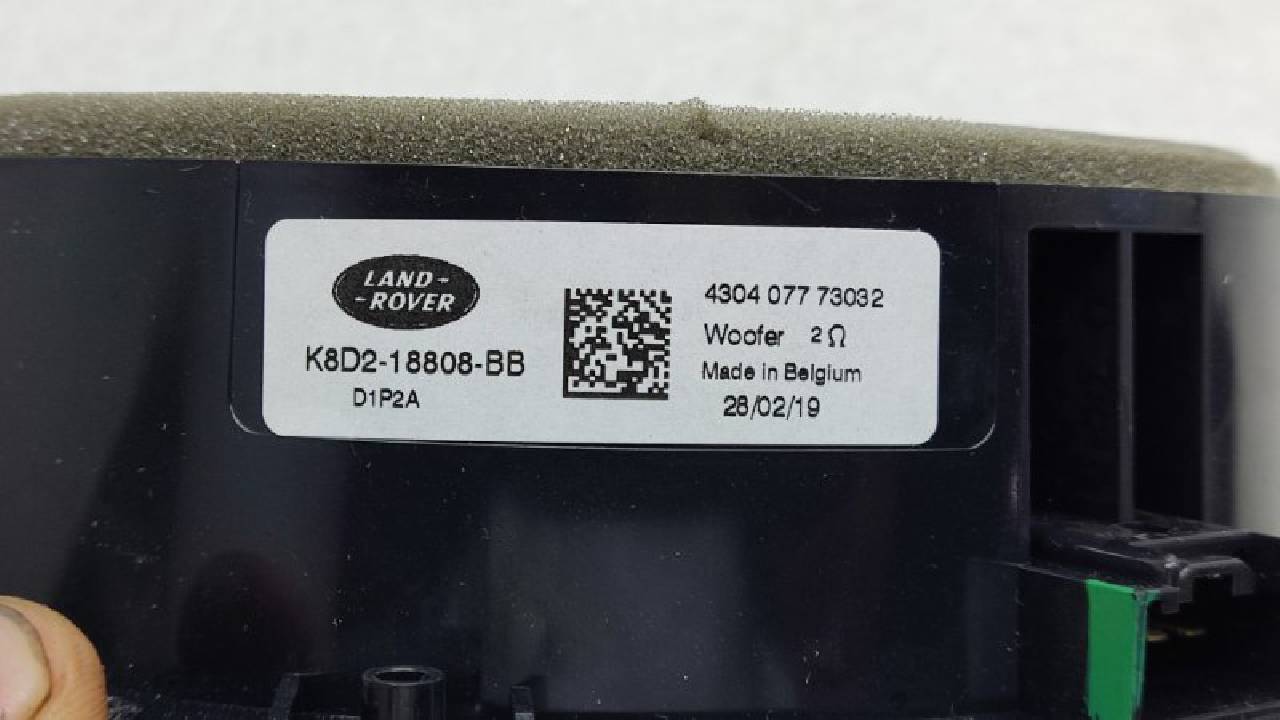 LAND-
-ROVER
K8D2-18808-BB
D1P2A
4304 077 73032
Woofer 2Ω
Made in Belgium
28/02/19